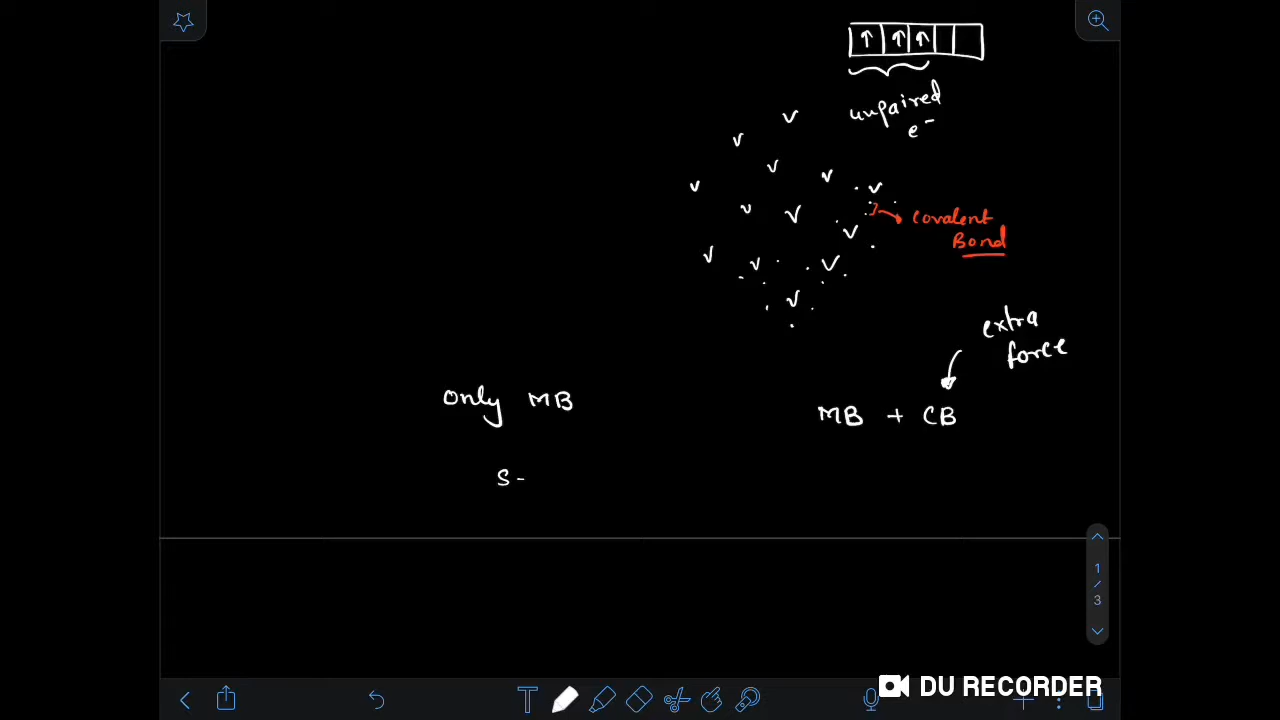 ↑ ↑ ↑
unpaired
e⁻
v
v
v
v
v
v
v
v
v
v
v
v
v
Covalent
Bond
extra
force
Only MB
MB + CB
S-
1
/
3
T
DU RECORDER